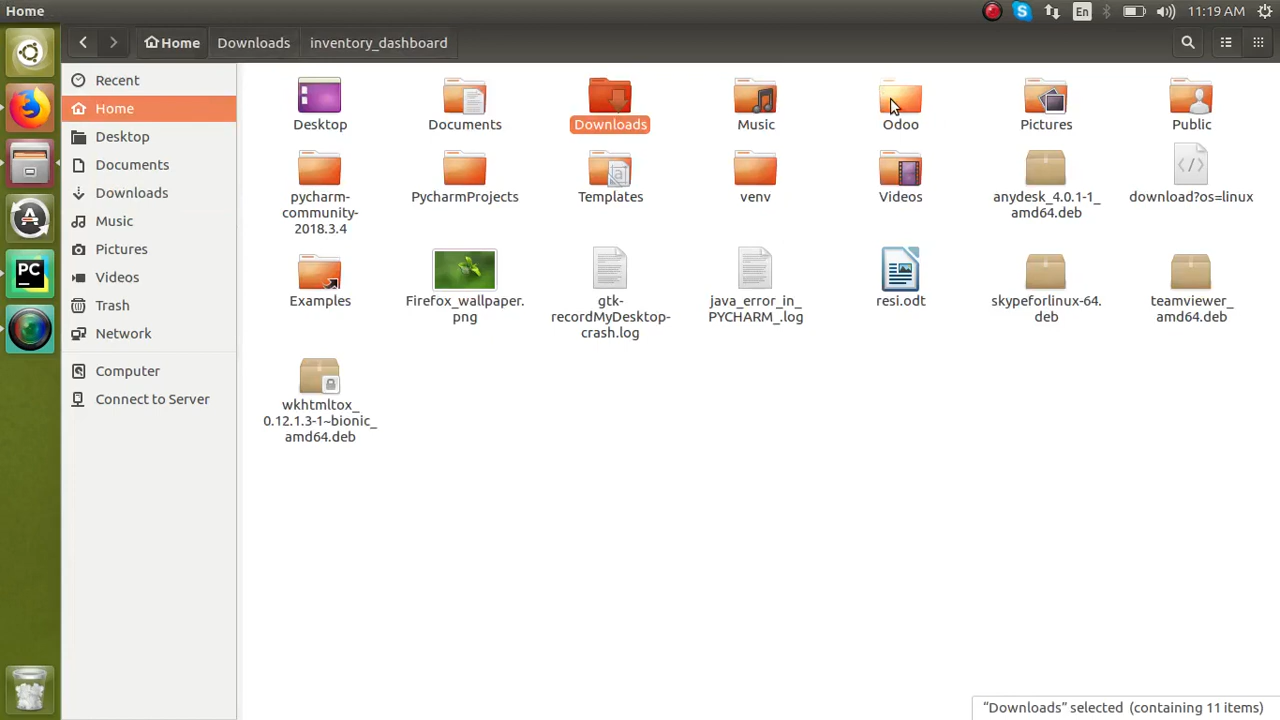 Home
En
11:19 AM
Home
Downloads
inventory_dashboard
Recent
Home
Desktop
Documents
Downloads
Music
Pictures
Videos
Trash
Network
Computer
Connect to Server
Desktop
Documents
Downloads
Music
Odoo
Pictures
Public
pycharm-
community-
2018.3.4
PycharmProjects
Templates
venv
Videos
anydesk_4.0.1-1_
amd64.deb
download?os=linux
Examples
Firefox_wallpaper.
png
gtk-
recordMyDesktop-
crash.log
java_error_in_
PYCHARM_.log
resi.odt
skypeforlinux-64.
deb
teamviewer_
amd64.deb
wkhtmltox_
0.12.1.3-1~bionic_
amd64.deb
PC
“Downloads” selected (containing 11 items)